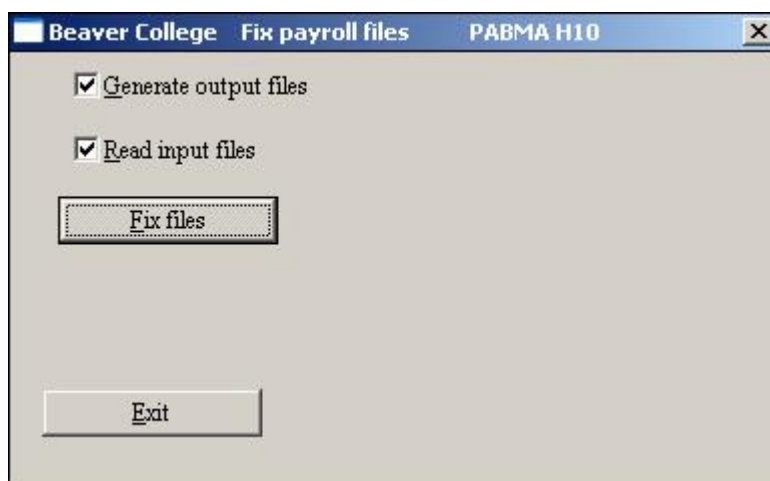 Beaver College Fix payroll files PABMA H10
Generate output files
Read input files
Fix files
Exit